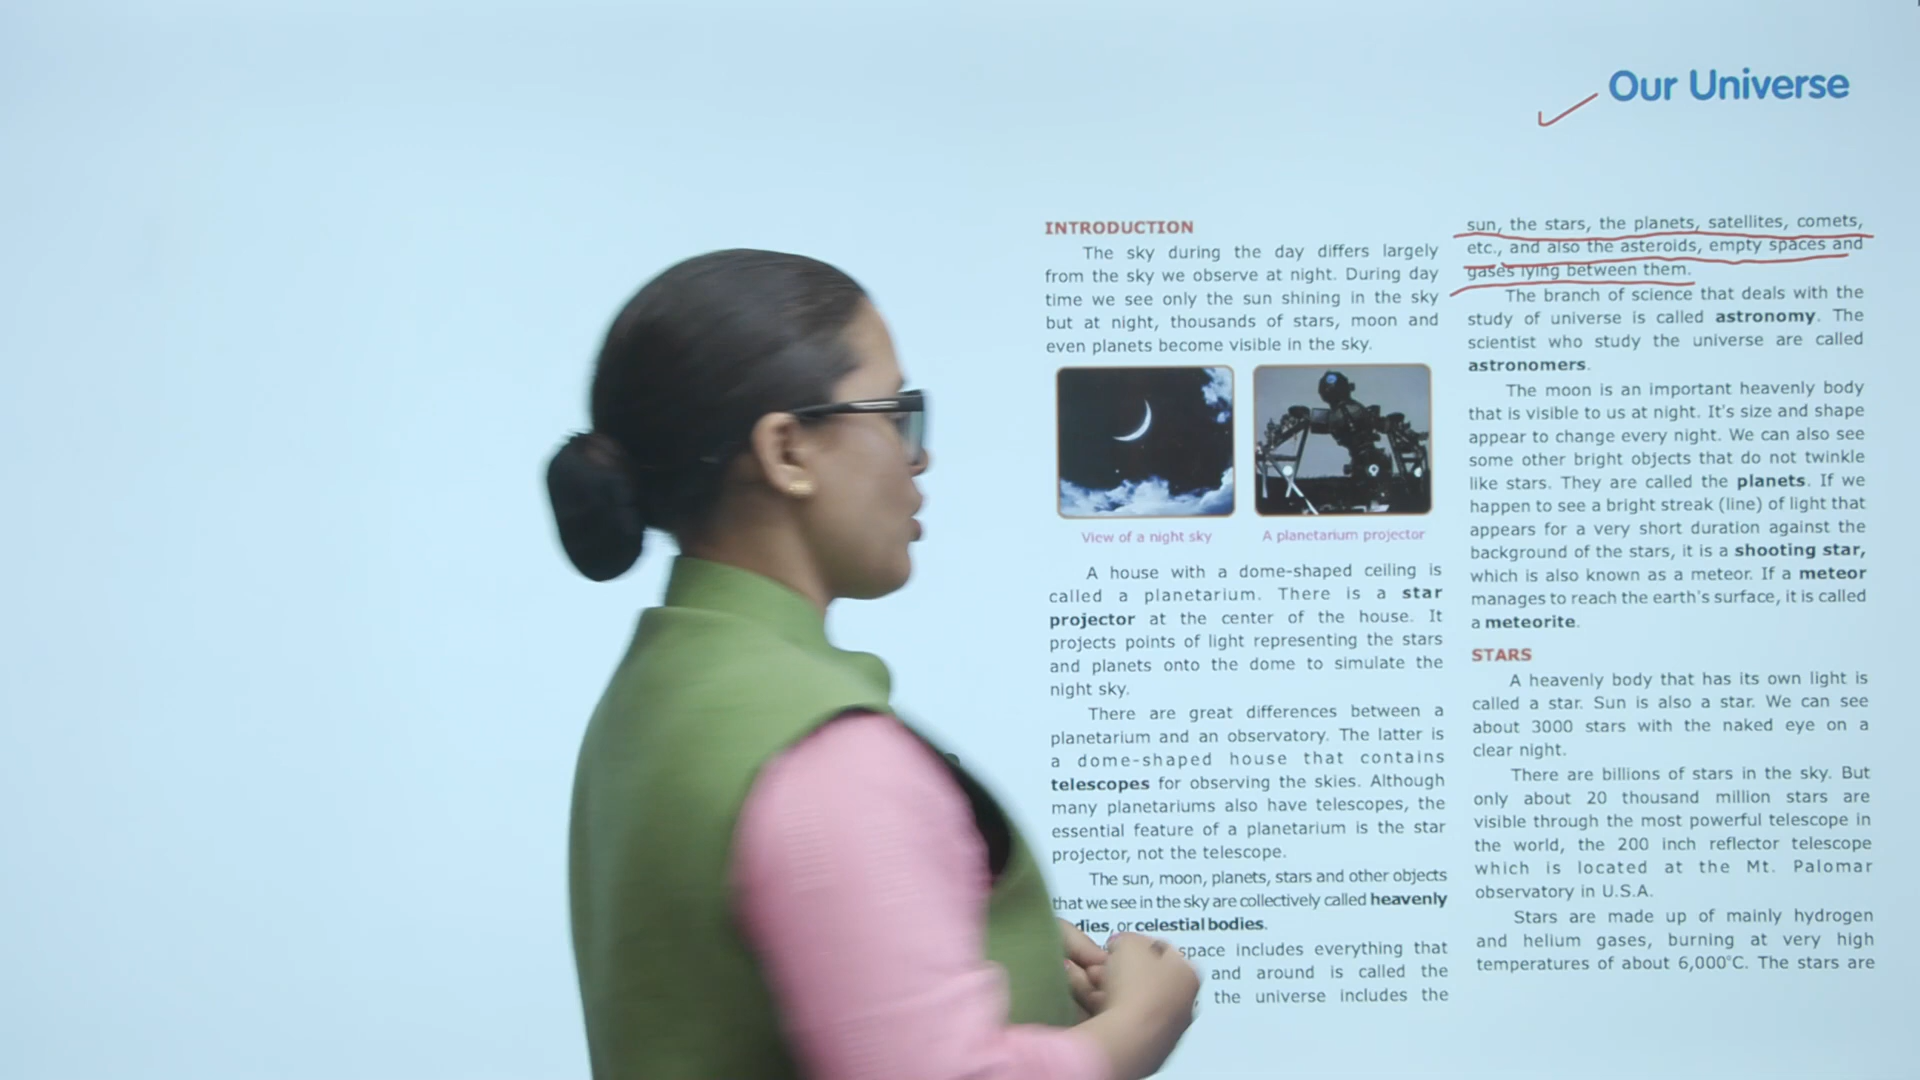 Our Universe
INTRODUCTION
The sky during the day differs largely
from the sky we observe at night. During day
time we see only the sun shining in the sky
but at night, thousands of stars, moon and
even planets become visible in the sky.
View of a night sky
A planetarium projector
A house with a dome-shaped ceiling is
called a planetarium. There is a star
projector at the center of the house. It
projects points of light representing the stars
and planets onto the dome to simulate the
night sky.
There are great differences between a
planetarium and an observatory. The latter is
a dome-shaped house that contains
telescopes for observing the skies. Although
many planetariums also have telescopes, the
essential feature of a planetarium is the star
projector, not the telescope.
The sun, moon, planets, stars and other objects
that we see in the sky are collectively called heavenly
or celestial bodies.
space includes everything that
and around is called the
the universe includes the
sun, the stars, the planets, satellites, comets,
etc., and also the asteroids, empty spaces and
gases lying between them.
The branch of science that deals with the
study of universe is called astronomy. The
scientist who study the universe are called
astronomers.
The moon is an important heavenly body
that is visible to us at night. It's size and shape
appear to change every night. We can also see
some other bright objects that do not twinkle
like stars. They are called the planets. If we
happen to see a bright streak (line) of light that
appears for a very short duration against the
background of the stars, it is a shooting star,
which is also known as a meteor. If a meteor
manages to reach the earth's surface, it is called
a meteorite.
STARS
A heavenly body that has its own light is
called a star. Sun is also a star. We can see
about 3000 stars with the naked eye on a
clear night.
There are billions of stars in the sky. But
only about 20 thousand million stars are
visible through the most powerful telescope in
the world, the 200 inch reflector telescope
which is located at the Mt. Palomar
observatory in U.S.A.
Stars are made up of mainly hydrogen
and helium gases, burning at very high
temperatures of about 6,000°C. The stars are